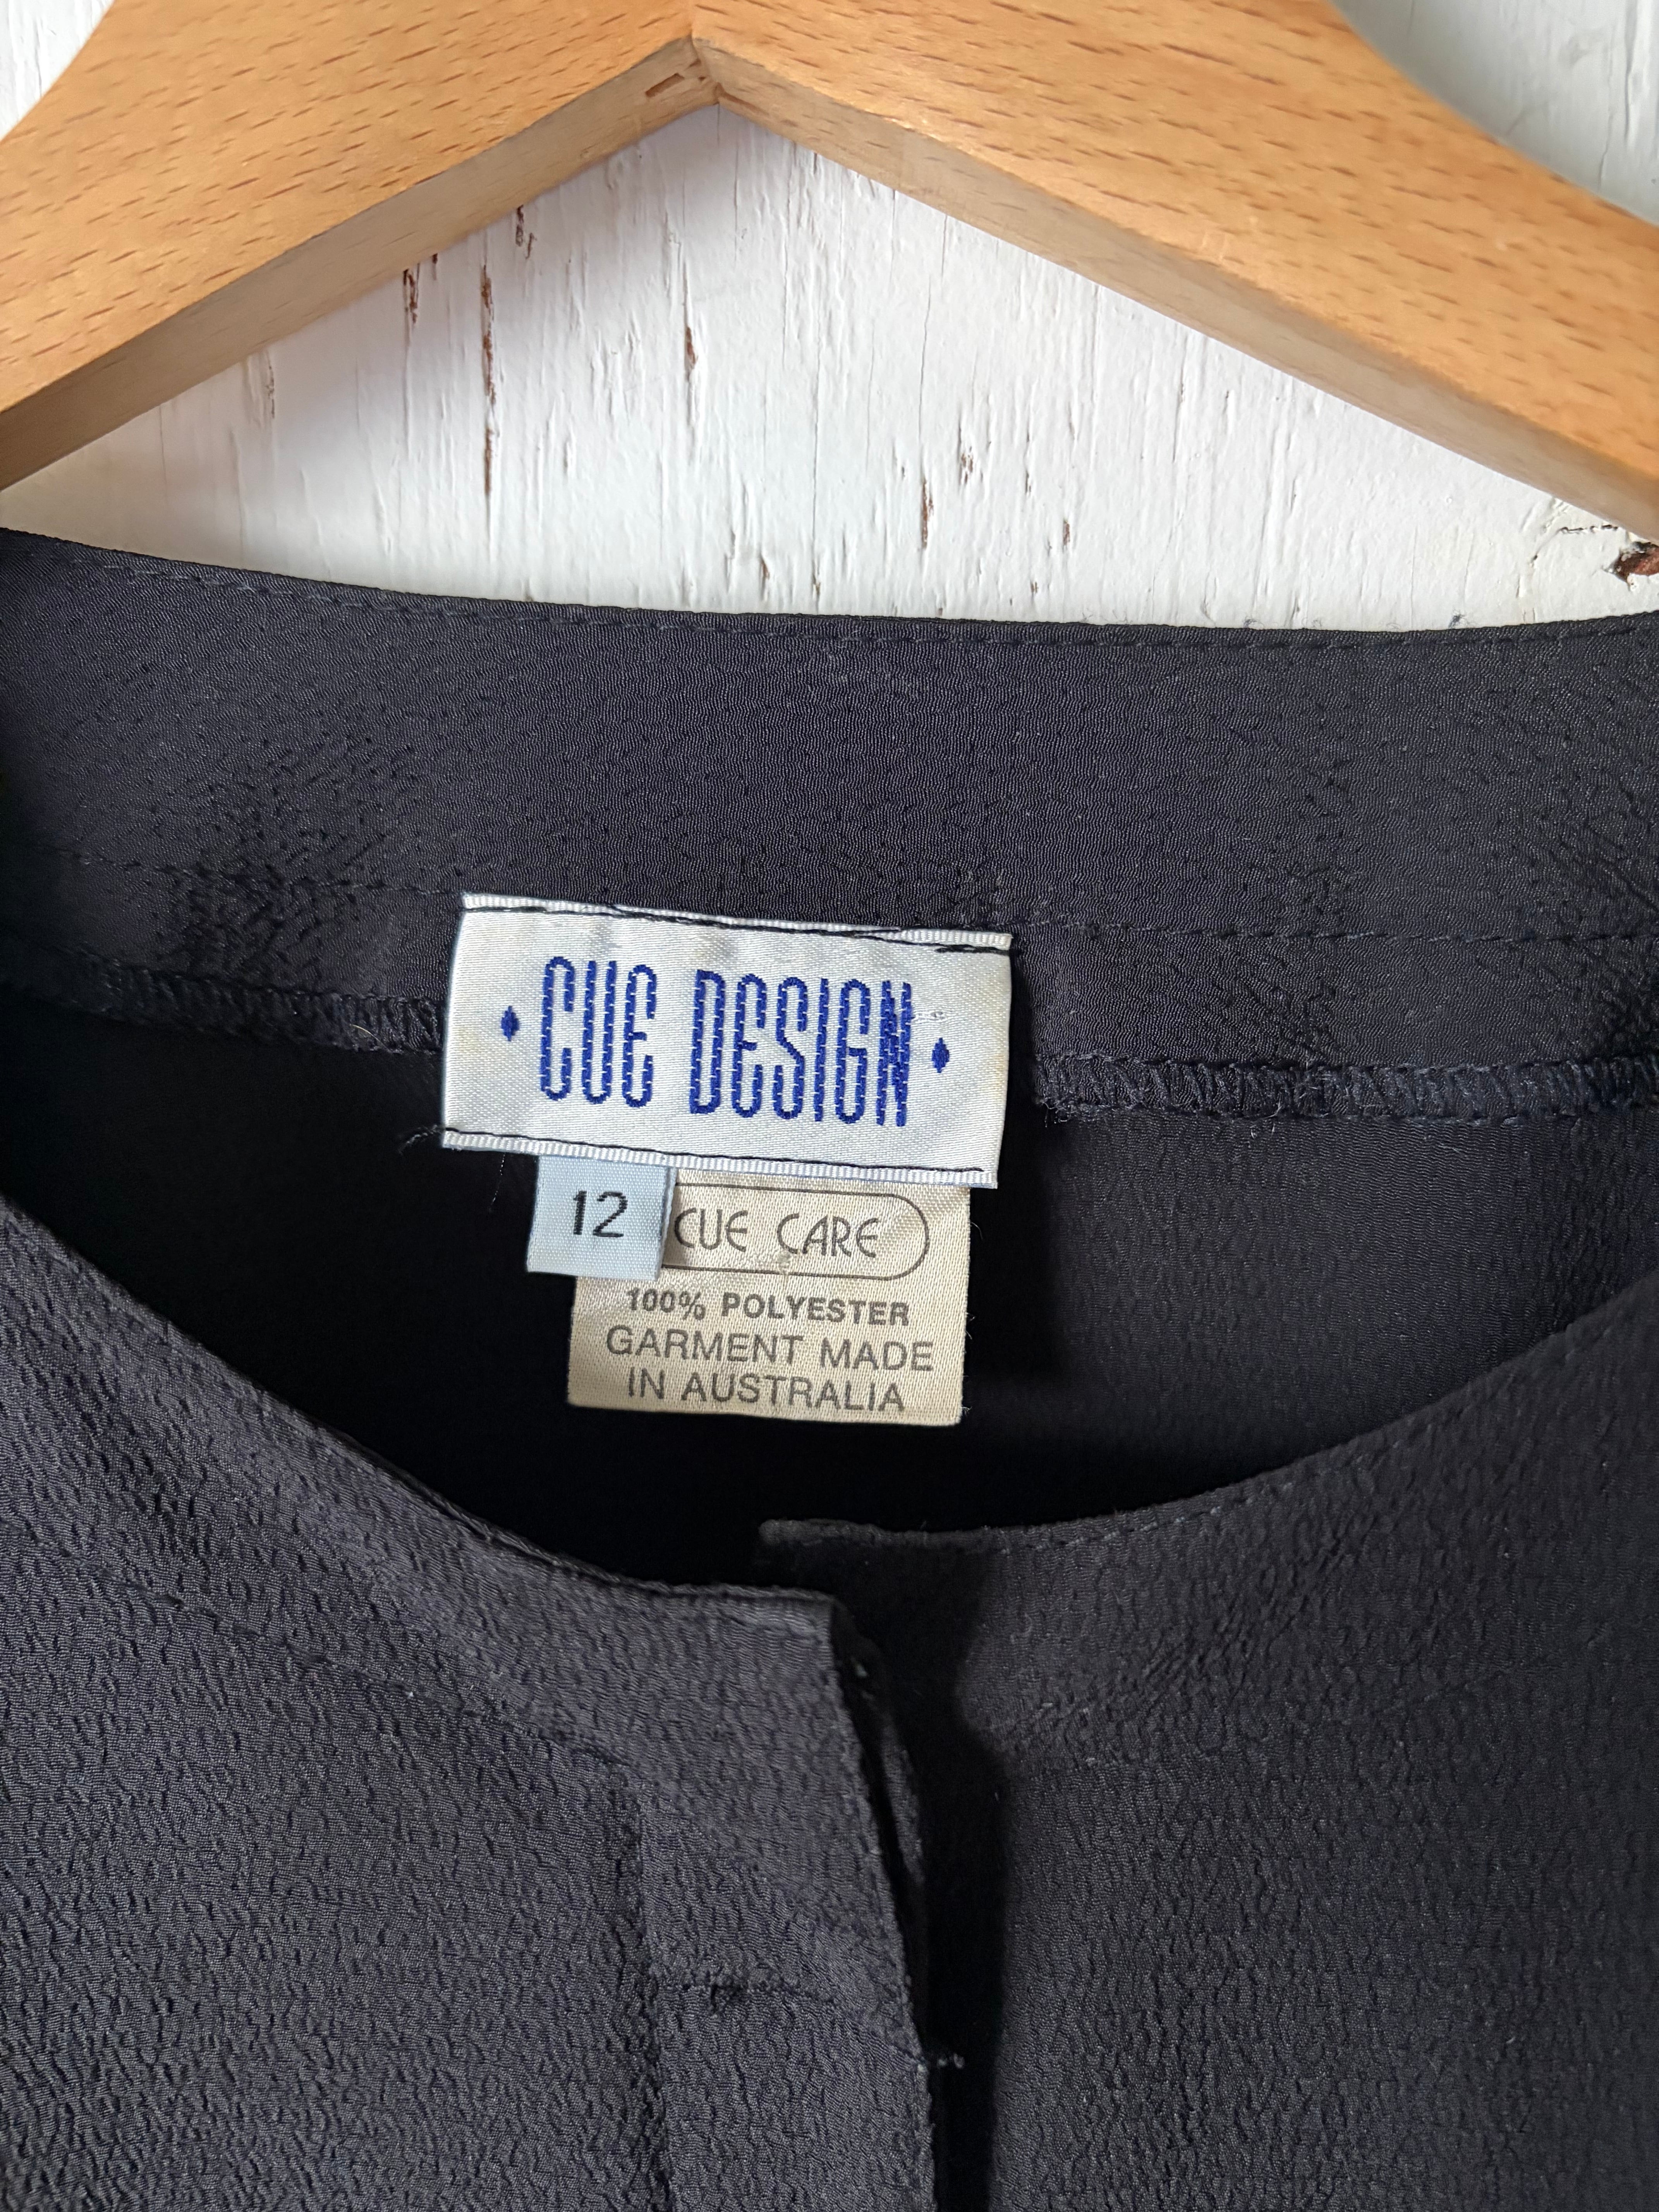 CUE DESIGN
12
CUE CARE
100% POLYESTER
GARMENT MADE
IN AUSTRALIA